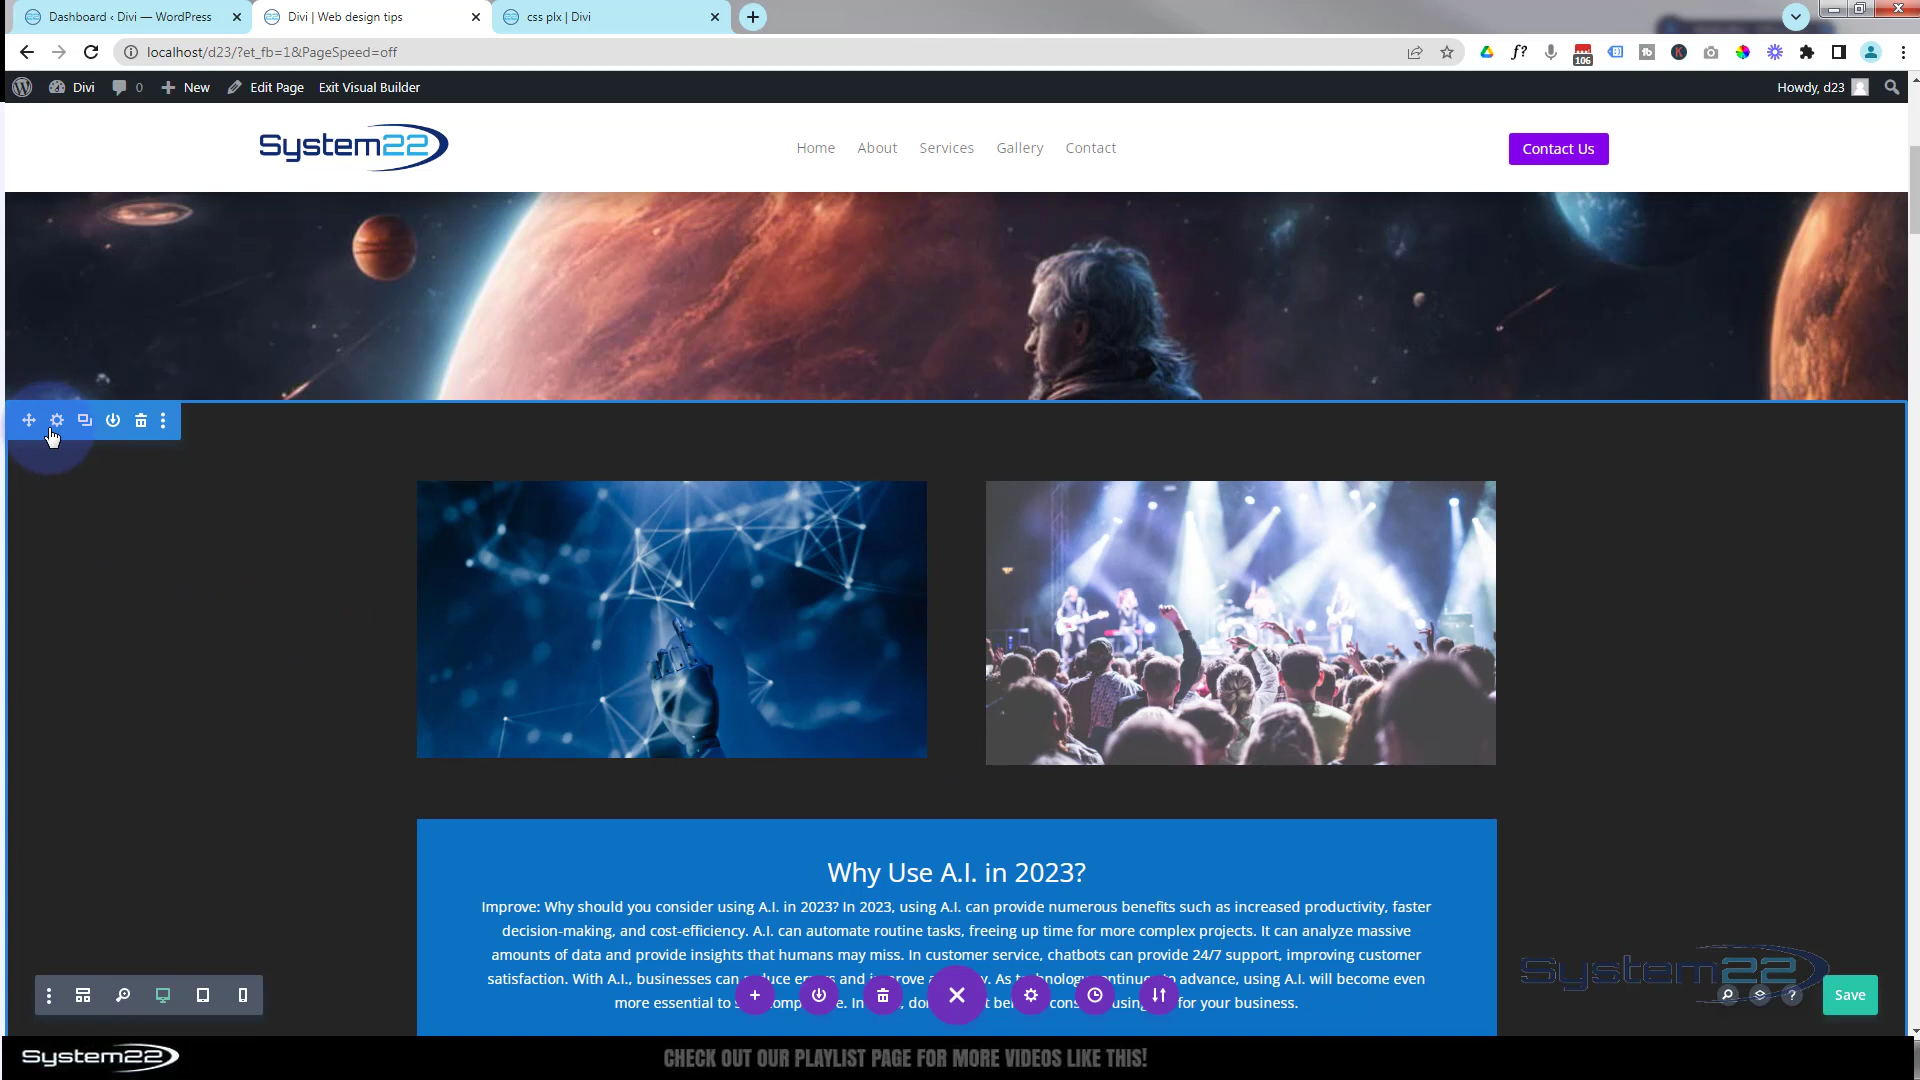 Dashboard ‹ Divi — WordPress
Divi | Web design tips
css plx | Divi
localhost/d23/?et_fb=1&PageSpeed=off
f?
tb
K
106
Divi
0
New
Edit Page
Exit Visual Builder
Howdy, d23
System22
Home
About
Services
Gallery
Contact
Contact Us
Why Use A.I. in 2023?
Improve: Why should you consider using A.I. in 2023? In 2023, using A.I. can provide numerous benefits such as increased productivity, faster
decision-making, and cost-efficiency. A.I. can automate routine tasks, freeing up time for more complex projects. It can analyze massive
amounts of data and provide insights that humans may miss. In customer service, chatbots can provide 24/7 support, improving customer
satisfaction. With A.I., businesses can and As continue advance, using A.I. will become even
more essential to In for your business.
System22
?
Save
System22
CHECK OUT OUR PLAYLIST PAGE FOR MORE VIDEOS LIKE THIS!